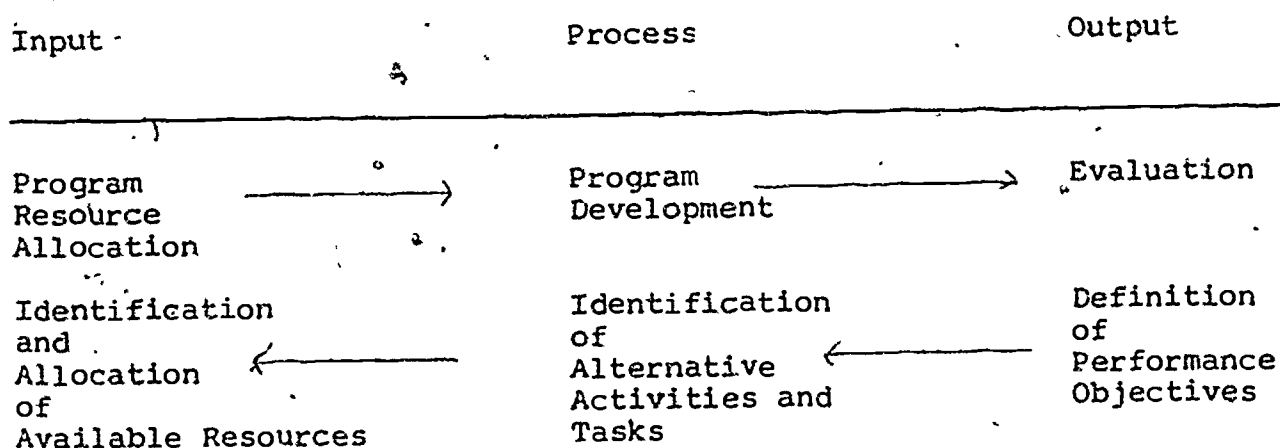 Input Process Output
Program Resource Allocation
Program Development
Evaluation
Identification and Allocation of Available Resources
Identification of Alternative Activities and Tasks
Definition of Performance Objectives